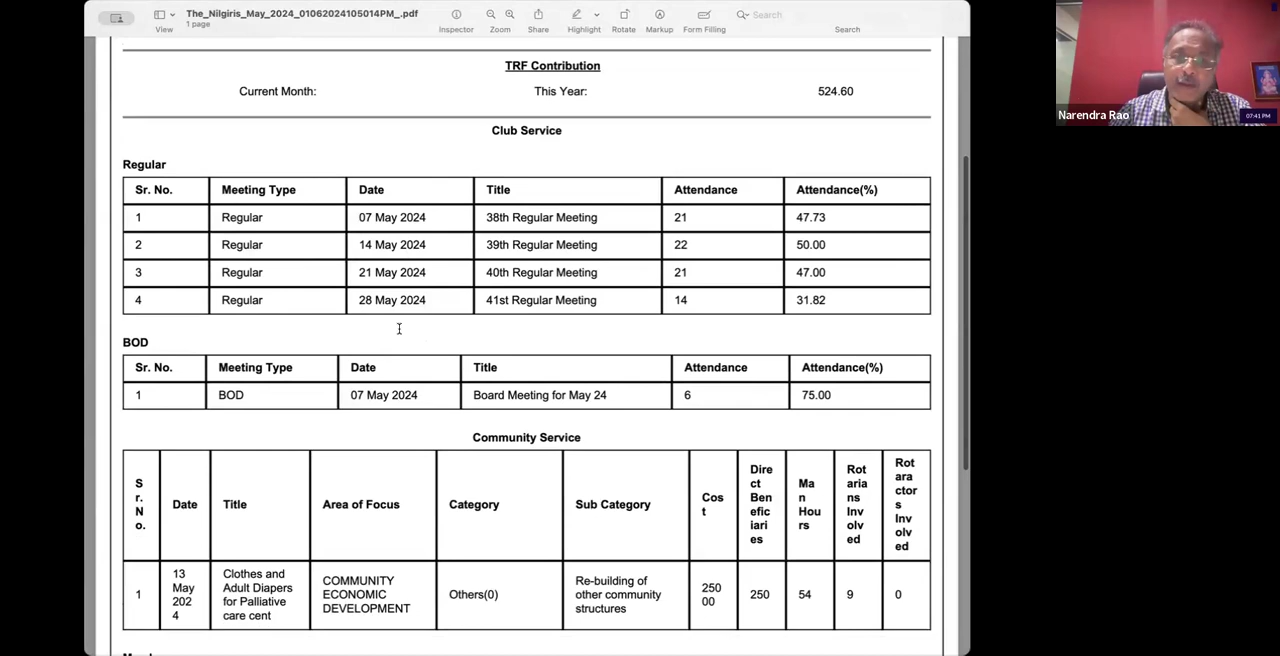 The_Nilgiris_May_2024_01062024105014PM_.pdf
1 page
View
Inspector
Zoom
Share
Highlight
Rotate
Markup
Form Filling
Search
Search
TRF Contribution
Current Month: This Year: 524.60
Club Service
Regular
Sr. No. Meeting Type Date Title Attendance Attendance(%)
1 Regular 07 May 2024 38th Regular Meeting 21 47.73
2 Regular 14 May 2024 39th Regular Meeting 22 50.00
3 Regular 21 May 2024 40th Regular Meeting 21 47.00
4 Regular 28 May 2024 41st Regular Meeting 14 31.82
BOD
Sr. No. Meeting Type Date Title Attendance Attendance(%)
1 BOD 07 May 2024 Board Meeting for May 24 6 75.00
Community Service
S
r.
N
o.
Date
Title
Area of Focus
Category
Sub Category
Cos
t
Dire
ct
Ben
efic
iari
es
Ma
n
Hou
rs
Rot
aria
ns
Inv
olv
ed
Rot
ara
ctor
s
Inv
olv
ed
1
13
May
202
4
Clothes and
Adult Diapers
for Palliative
care cent
COMMUNITY
ECONOMIC
DEVELOPMENT
Others(0)
Re-building of
other community
structures
250
00
250
54
9
0
Narendra Rao
07:41 PM